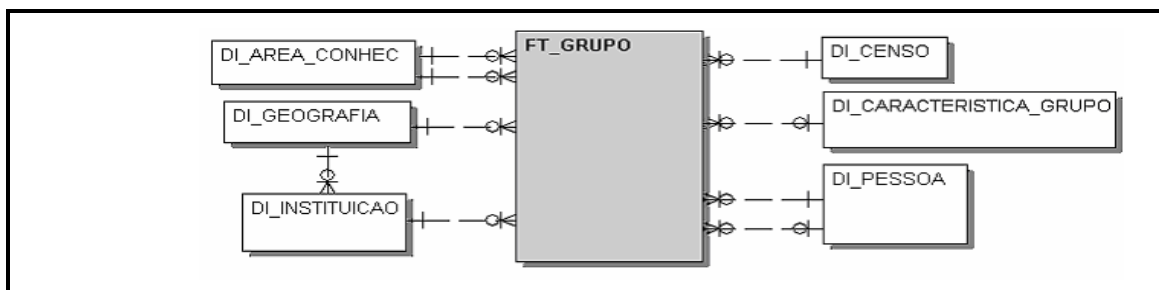 FT_GRUPO
DI_AREA_CONHEC
DI_GEOGRAFIA
DI_INSTITUICAO
DI_CENSO
DI_CARACTERISTICA_GRUPO
DI_PESSOA